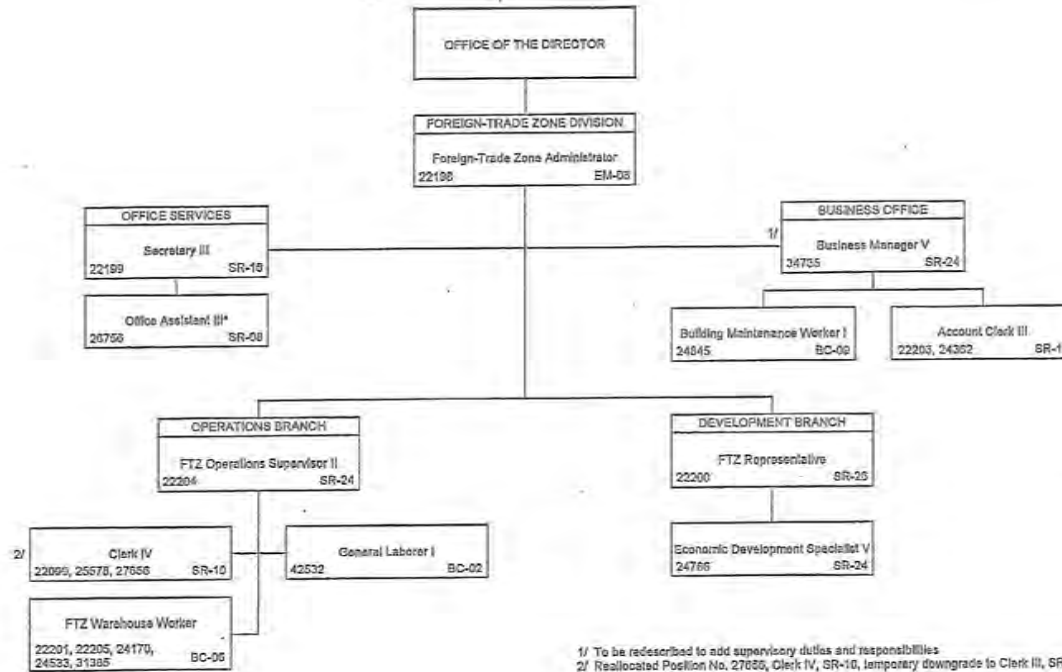 OFFICE OF THE DIRECTOR
FOREIGN-TRADE ZONE DIVISION
Foreign-Trade Zone Administrator
22198 EM-08
OFFICE SERVICES
Secretary III
22199 SR-16
Office Assistant III*
26756 SR-08
1/
BUSINESS OFFICE
Business Manager V
34735 SR-24
Building Maintenance Worker I
24845 BC-09
Account Clerk III
22203, 24362 SR-1
OPERATIONS BRANCH
FTZ Operations Supervisor II
22204 SR-24
2/
Clerk IV
22099, 25578, 27656 SR-10
General Laborer I
42532 BC-02
FTZ Warehouse Worker
22201, 22205, 24170,
24533, 31385 BC-06
DEVELOPMENT BRANCH
FTZ Representative
22200 SR-26
Economic Development Specialist V
24766 SR-24
1/ To be redescribed to add supervisory duties and responsibilities
2/ Reallocated Position No. 27656, Clerk IV, SR-10, temporary downgrade to Clerk III, SR